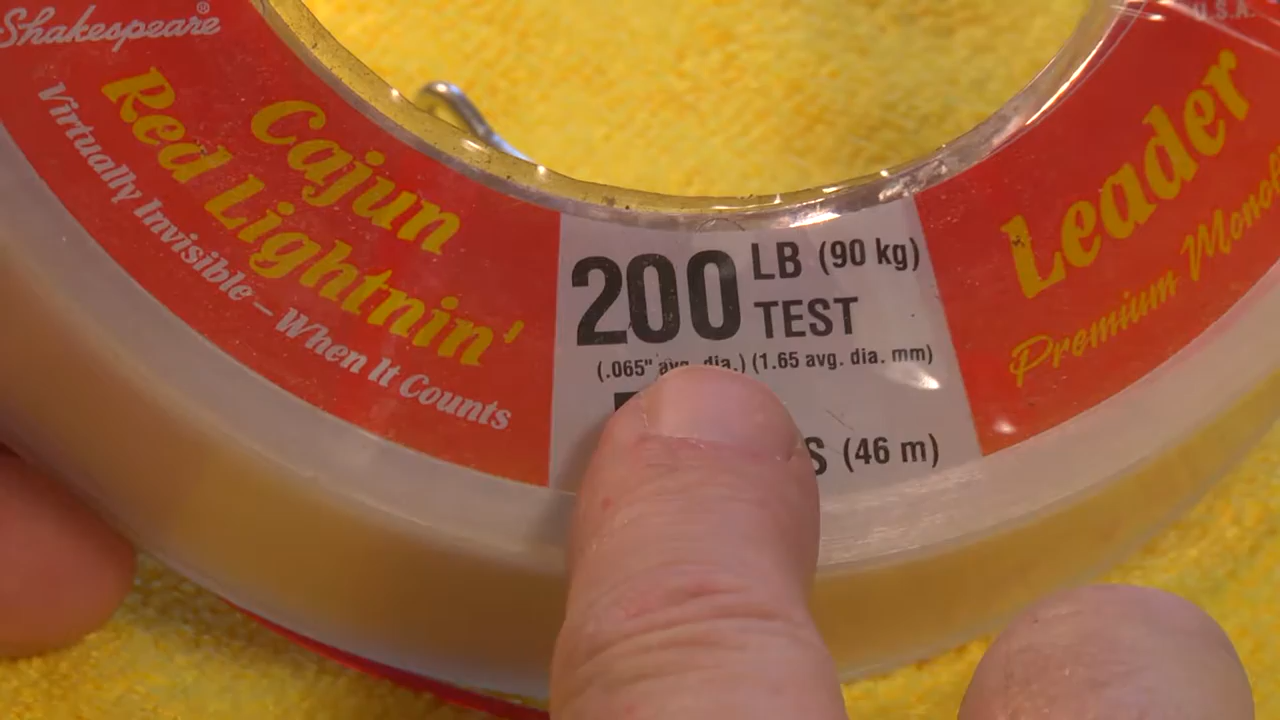 Shakespeare®
Cajun
Red Lightnin'
Virtually Invisible – When It Counts
200 LB (90 kg)
TEST
(.065" avg. dia.) (1.65 avg. dia. mm)
S (46 m)
Leader
Premium
U.S.A.